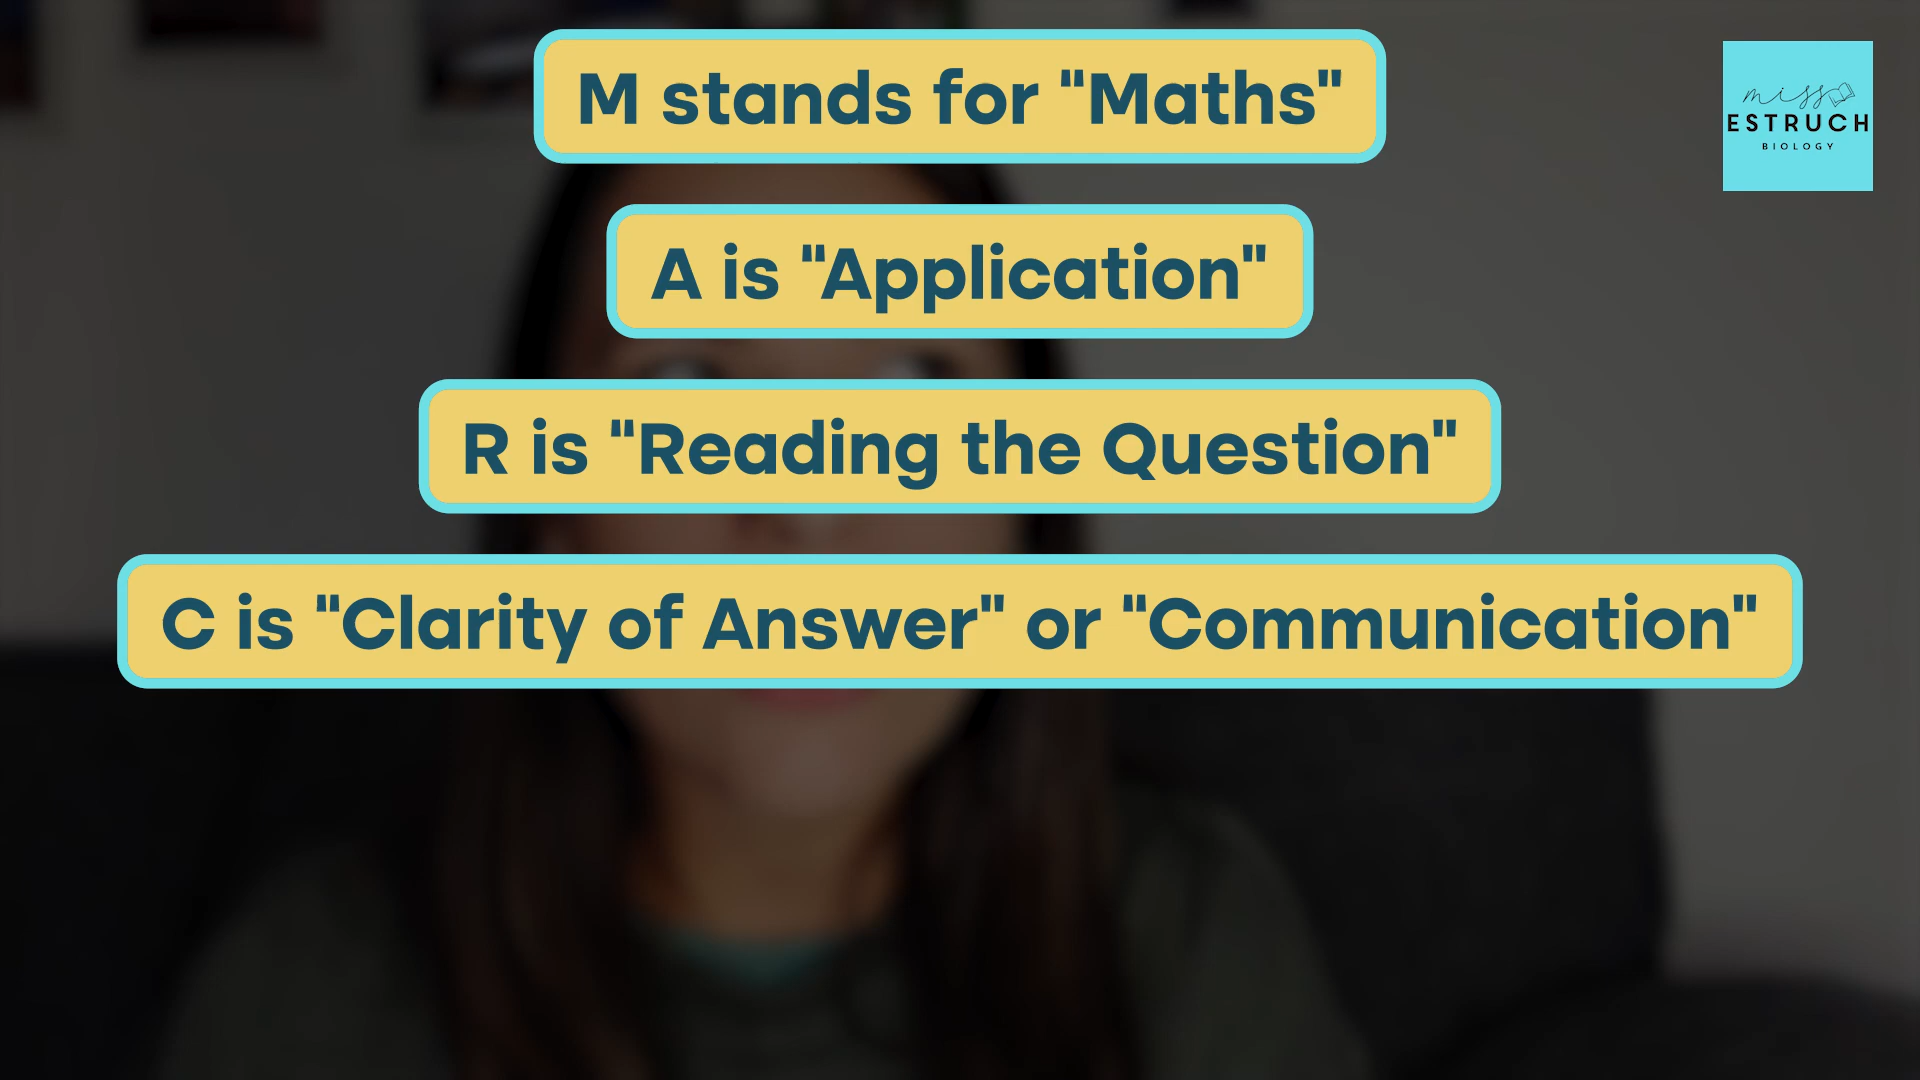 M stands for "Maths"
miss
ESTRUCH
BIOLOGY
A is "Application"
R is "Reading the Question"
C is "Clarity of Answer" or "Communication"